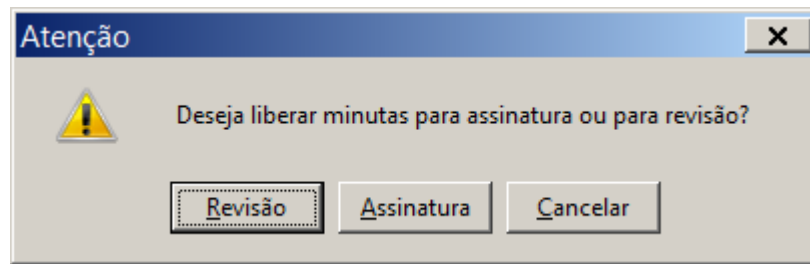 Atenção
Deseja liberar minutas para assinatura ou para revisão?
Revisão Assinatura Cancelar